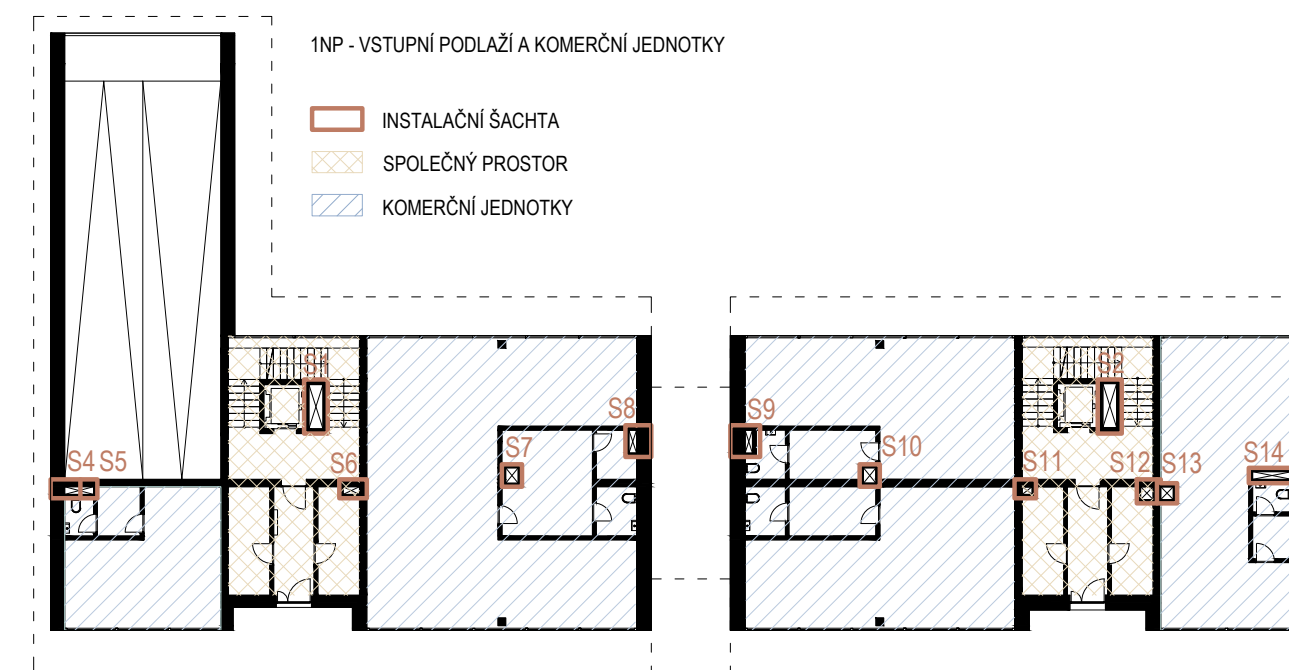 1NP - VSTUPNÍ PODLAŽÍ A KOMERČNÍ JEDNOTKY
INSTALAČNÍ ŠACHTA
SPOLEČNÝ PROSTOR
KOMERČNÍ JEDNOTKY
S1
S2
S8
S9
S4 S5
S6
S7
S10
S11
S12
S13
S14